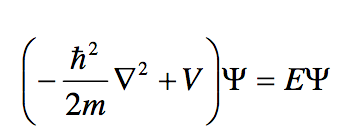 (-ℏ²/2m ∇² + V)Ψ = EΨ